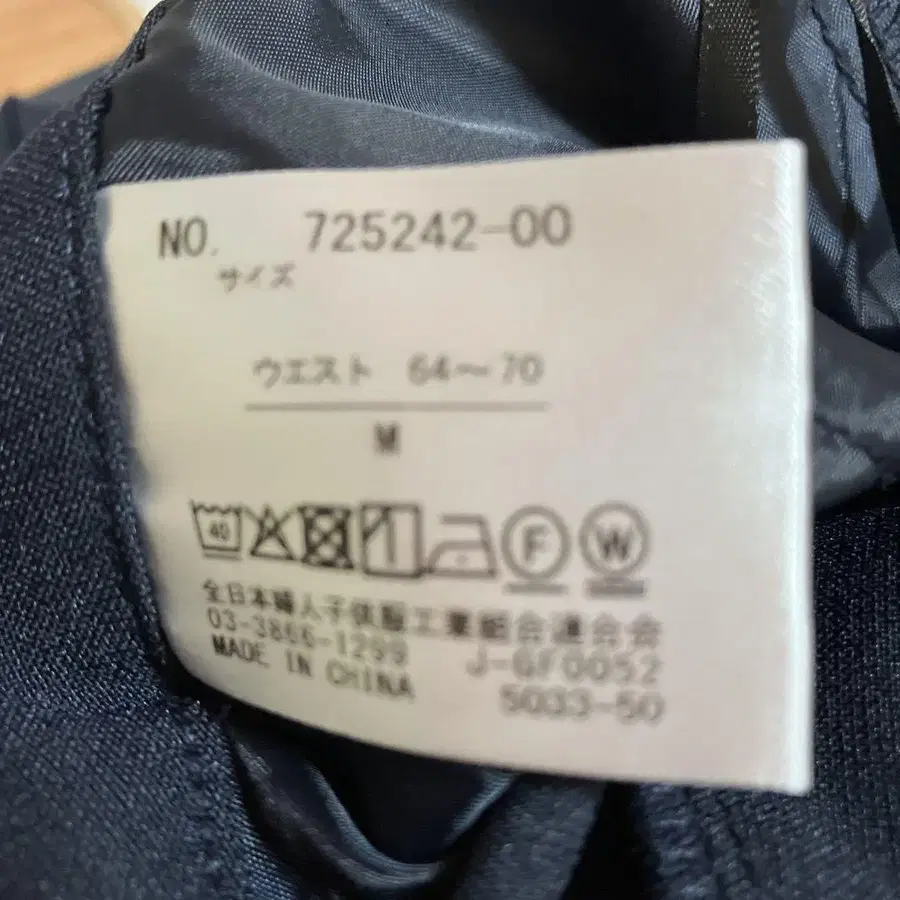 NO. 725242-00
サイズ
ウエスト 64～70
M
40
F W
全日本婦人子供服工業組合連合会
03-3866-1299 J-GF0052
MADE IN CHINA 5033-50